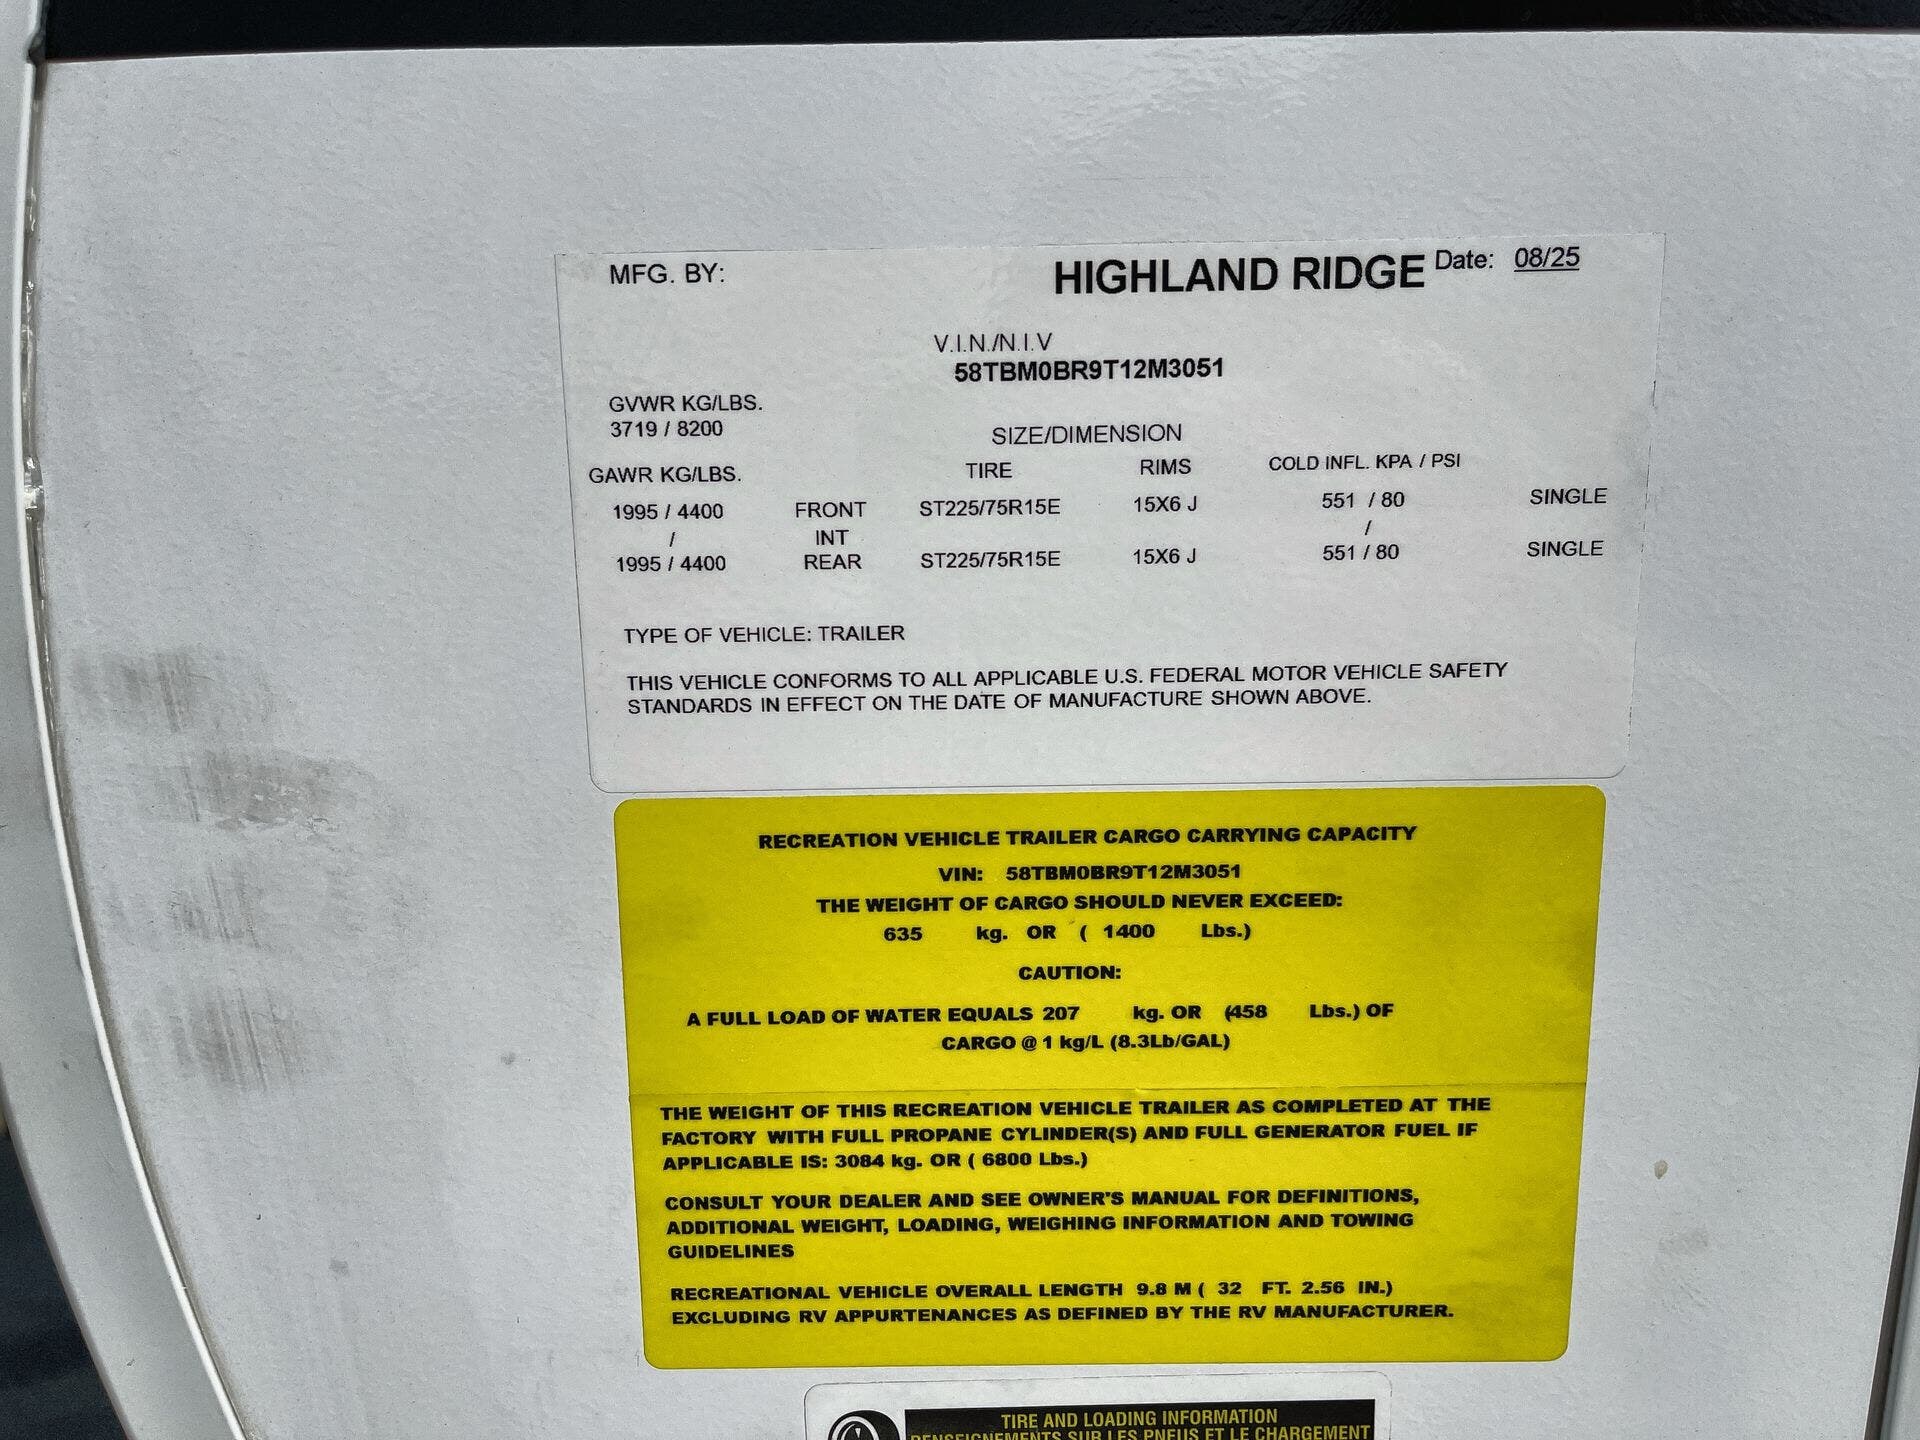 MFG. BY: HIGHLAND RIDGE Date: 08/25
V.I.N./N.I.V
58TBM0BR9T12M3051
GVWR KG/LBS.
3719 / 8200
SIZE/DIMENSION
GAWR KG/LBS. TIRE RIMS COLD INFL. KPA / PSI
1995 / 4400 FRONT ST225/75R15E 15X6 J 551 / 80 SINGLE
/ INT /
1995 / 4400 REAR ST225/75R15E 15X6 J 551 / 80 SINGLE
TYPE OF VEHICLE: TRAILER
THIS VEHICLE CONFORMS TO ALL APPLICABLE U.S. FEDERAL MOTOR VEHICLE SAFETY
STANDARDS IN EFFECT ON THE DATE OF MANUFACTURE SHOWN ABOVE.
RECREATION VEHICLE TRAILER CARGO CARRYING CAPACITY
VIN: 58TBM0BR9T12M3051
THE WEIGHT OF CARGO SHOULD NEVER EXCEED:
635 kg. OR ( 1400 Lbs.)
CAUTION:
A FULL LOAD OF WATER EQUALS 207 kg. OR (458 Lbs.) OF
CARGO @ 1 kg/L (8.3Lb/GAL)
THE WEIGHT OF THIS RECREATION VEHICLE TRAILER AS COMPLETED AT THE
FACTORY WITH FULL PROPANE CYLINDER(S) AND FULL GENERATOR FUEL IF
APPLICABLE IS: 3084 kg. OR ( 6800 Lbs.)
CONSULT YOUR DEALER AND SEE OWNER'S MANUAL FOR DEFINITIONS,
ADDITIONAL WEIGHT, LOADING, WEIGHING INFORMATION AND TOWING
GUIDELINES
RECREATIONAL VEHICLE OVERALL LENGTH 9.8 M ( 32 FT. 2.56 IN.)
EXCLUDING RV APPURTENANCES AS DEFINED BY THE RV MANUFACTURER.
TIRE AND LOADING INFORMATION
RENSEIGNEMENTS SUR LES PNEUS ET LE CHARGEMENT